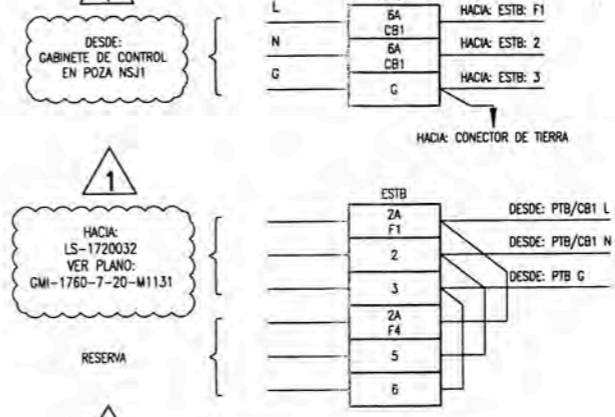 L
6A
CB1
HACIA: ESTB: F1
DESDE:
GABINETE DE CONTROL
EN POZA NSJ1
N
6A
CB1
HACIA: ESTB: 2
G
G
HACIA: ESTB: 3
HACIA: CONECTOR DE TIERRA
1
ESTB
HACIA:
LS-1720032
VER PLANO:
GMI-1760-7-20-M1131
2A
F1
DESDE: PTB/CB1 L
2
DESDE: PTB/CB1 N
3
DESDE: PTB G
2A
F4
RESERVA
5
6